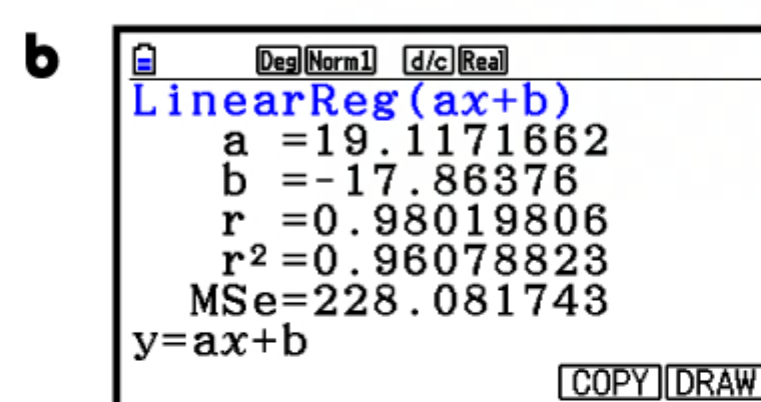 b
Deg Norm1 d/c Real
LinearReg(ax+b)
a =19.1171662
b =-17.86376
r =0.98019806
r²=0.96078823
MSe=228.081743
y=ax+b
COPY DRAW